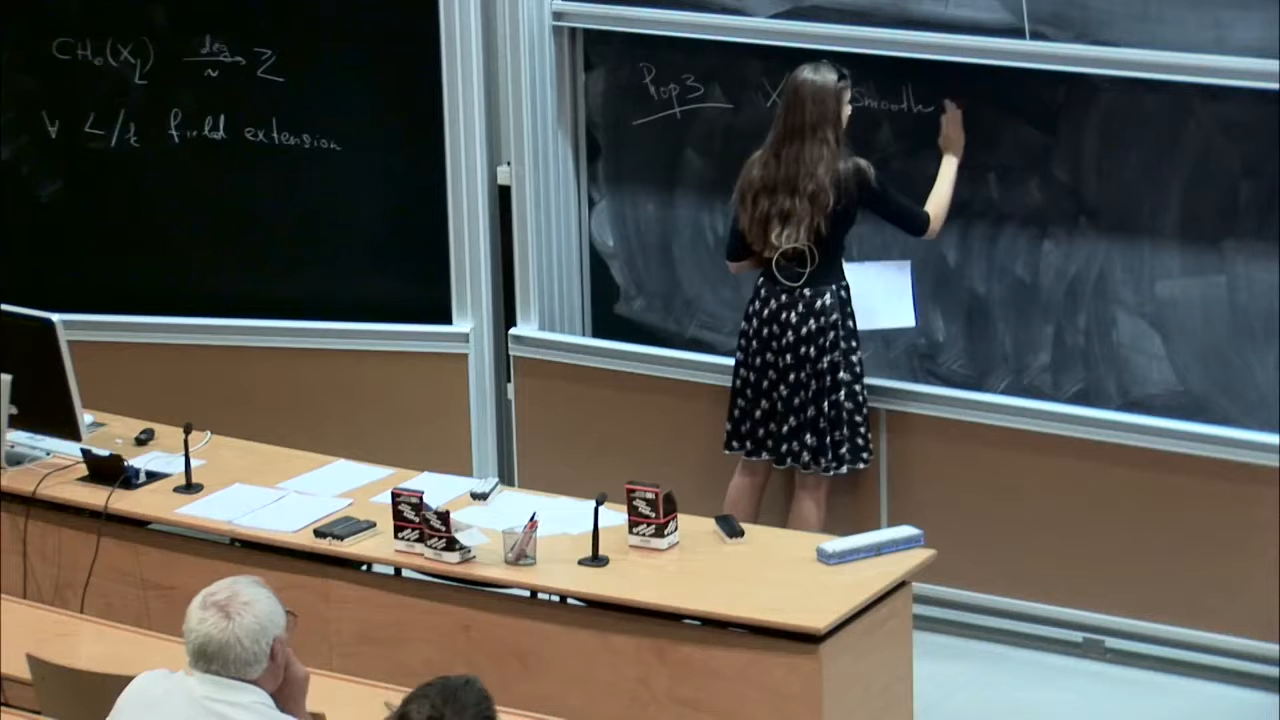 CH₀(X_L) deg→∼ Z
∀ L/k field extension
Prop 3 X smooth